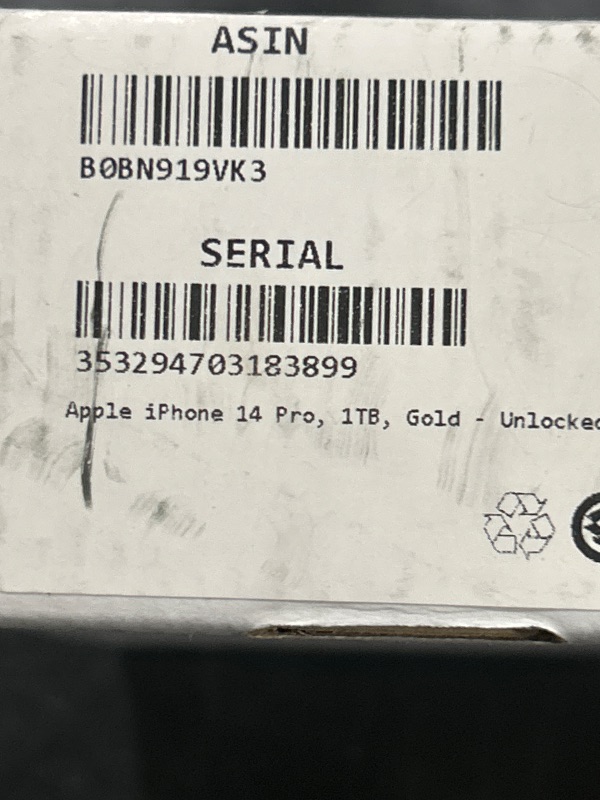 ASIN
B0BN919VK3
SERIAL
353294703183899
Apple iPhone 14 Pro, 1TB, Gold - Unlocked